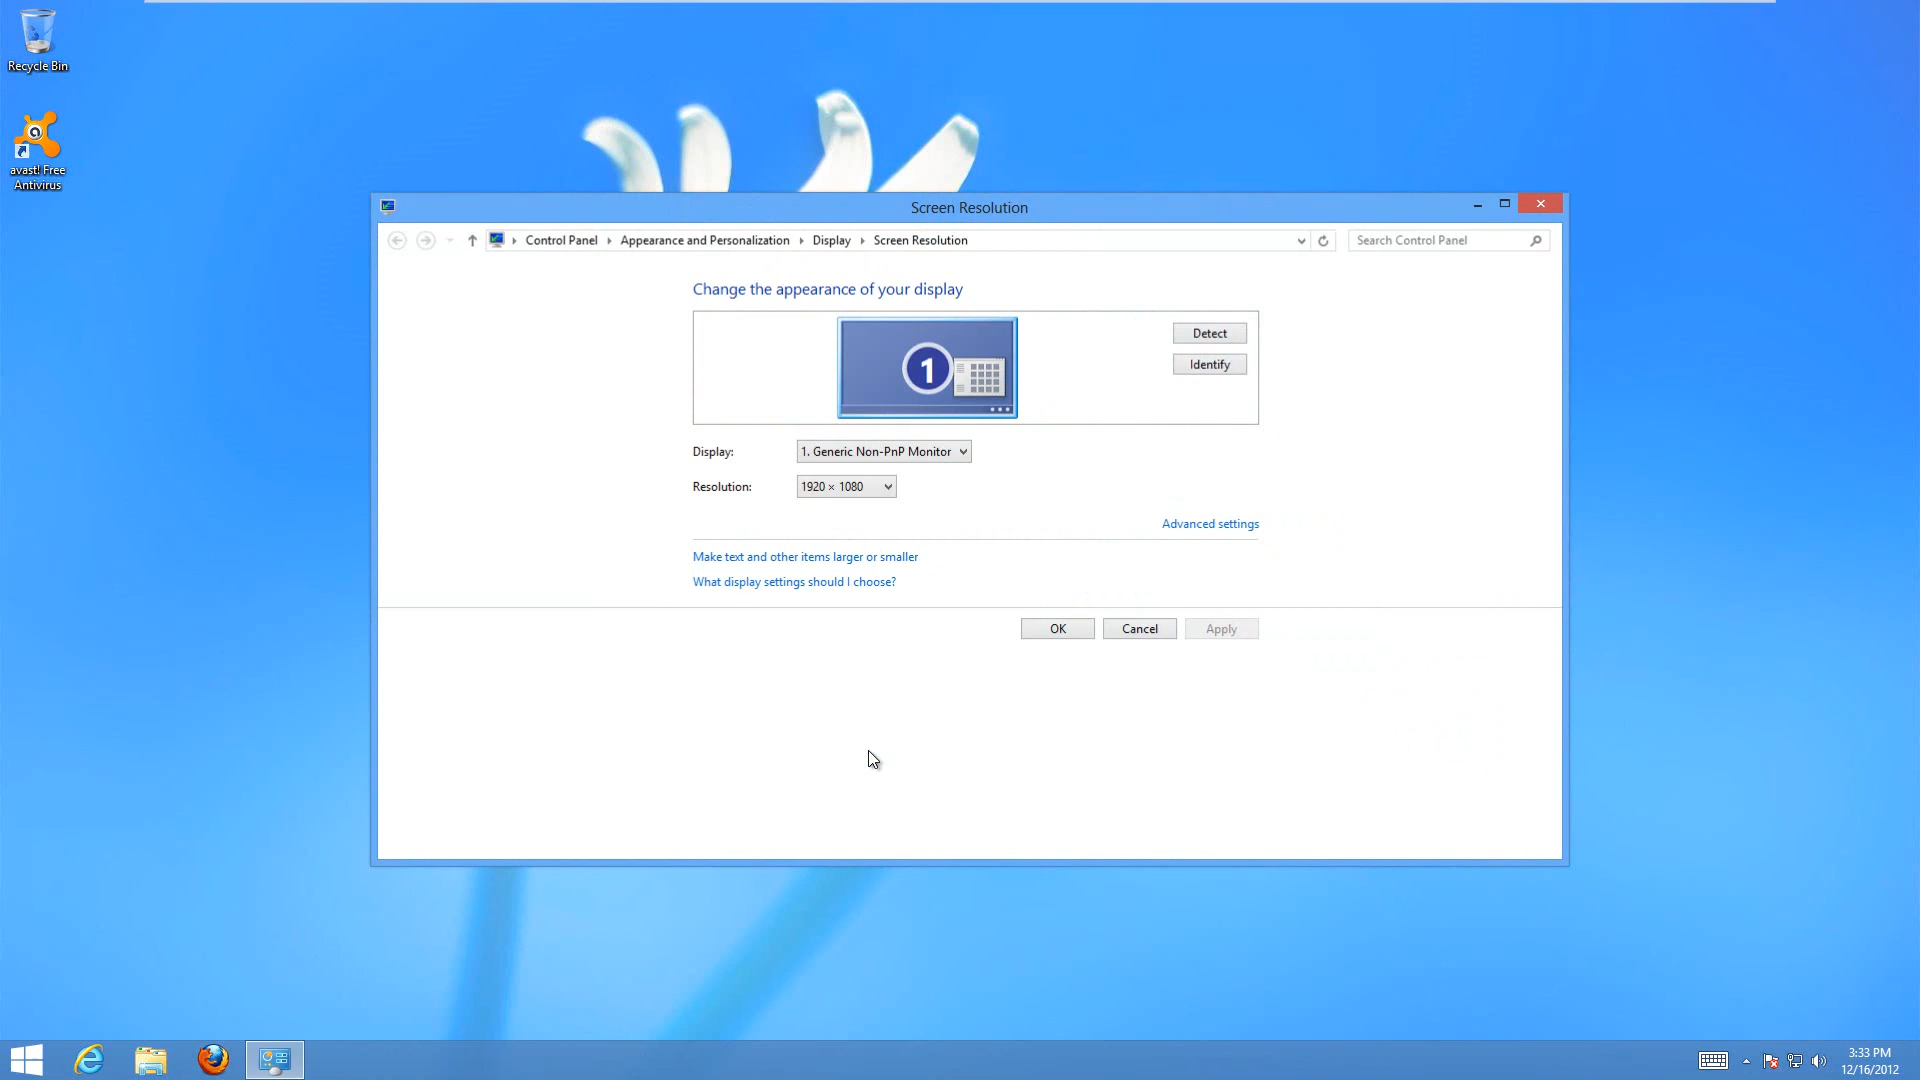 Recycle Bin
avast! Free
Antivirus
Screen Resolution
Control Panel Appearance and Personalization Display Screen Resolution
Search Control Panel
Change the appearance of your display
1
Detect
Identify
Display: 1. Generic Non-PnP Monitor
Resolution: 1920 × 1080
Advanced settings
Make text and other items larger or smaller
What display settings should I choose?
OK Cancel Apply
3:33 PM
12/16/2012